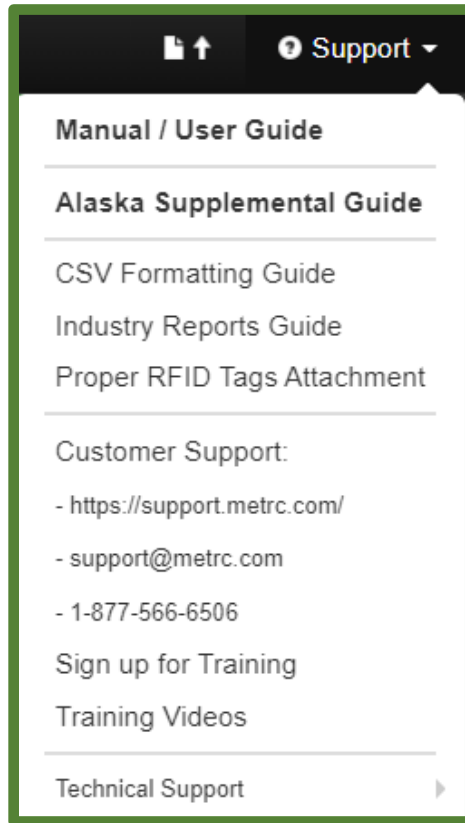 Support
Manual / User Guide
Alaska Supplemental Guide
CSV Formatting Guide
Industry Reports Guide
Proper RFID Tags Attachment
Customer Support:
- https://support.metrc.com/
- support@metrc.com
- 1-877-566-6506
Sign up for Training
Training Videos
Technical Support